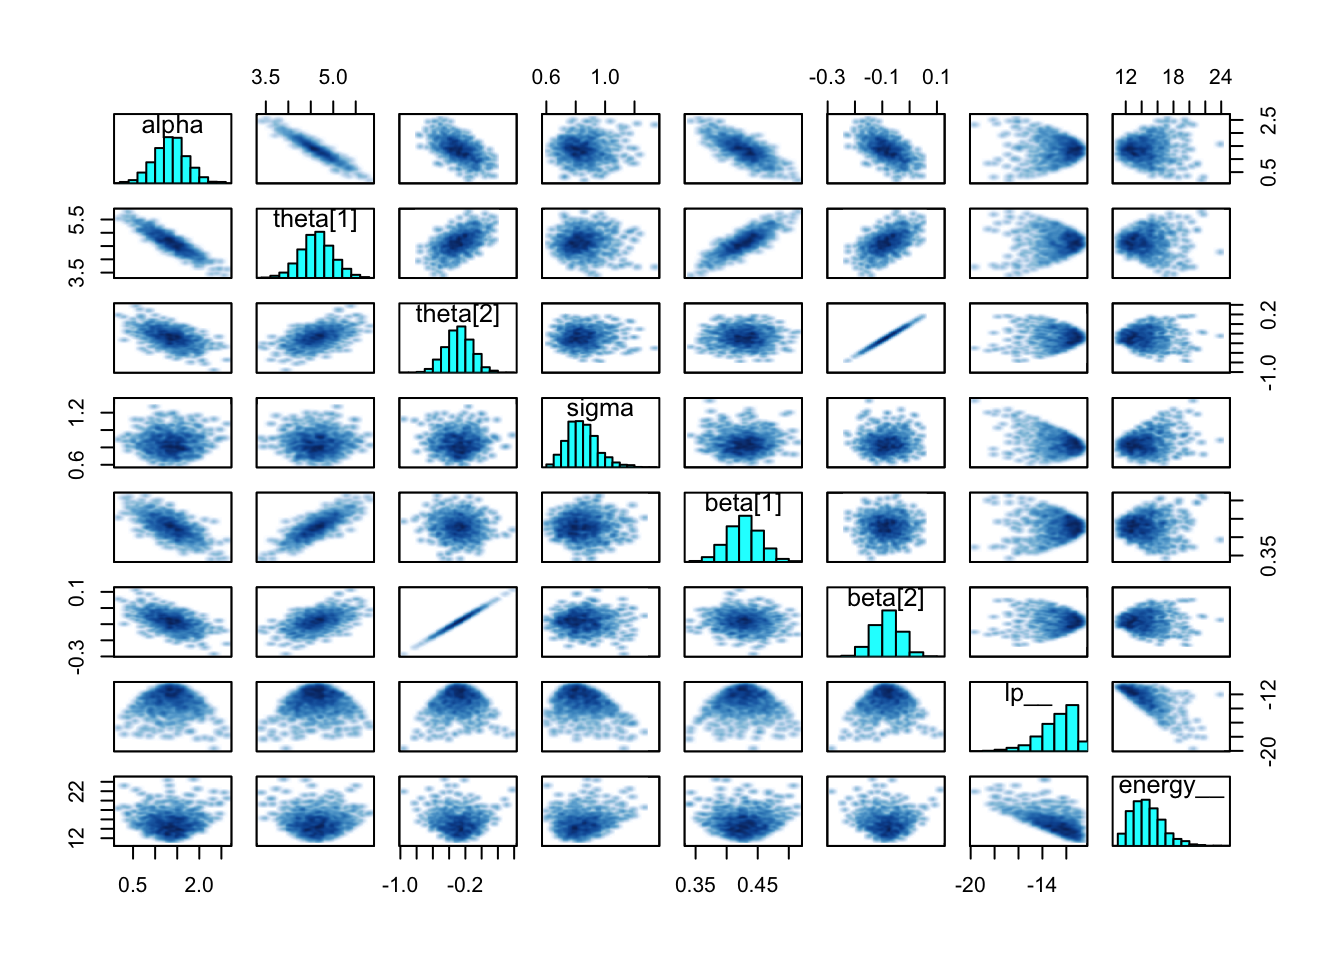 3.5 5.0 0.6 1.0 -0.3 -0.1 0.1 12 18 24
alpha
0.5 2.5
theta[1]
3.5 5.5
theta[2]
-1.0 0.2
sigma
0.6 1.2
beta[1]
0.35
beta[2]
-0.3 0.1
lp__
-20 -12
energy__
12 22
0.5 2.0 -1.0 -0.2 0.35 0.45 -20 -14